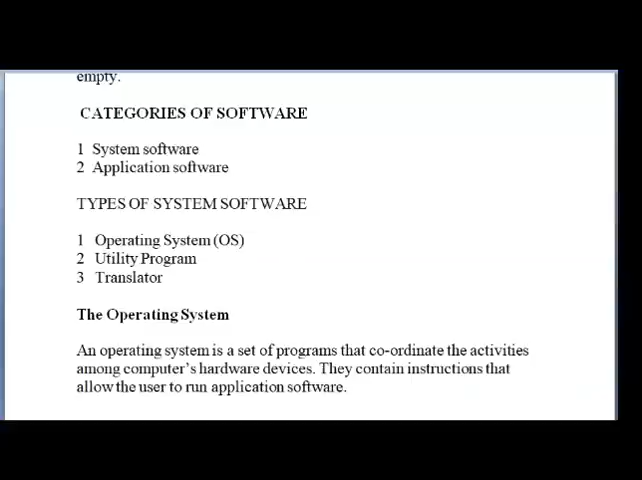 empty.
CATEGORIES OF SOFTWARE
1 System software
2 Application software
TYPES OF SYSTEM SOFTWARE
1 Operating System (OS)
2 Utility Program
3 Translator
The Operating System
An operating system is a set of programs that co-ordinate the activities
among computer’s hardware devices. They contain instructions that
allow the user to run application software.